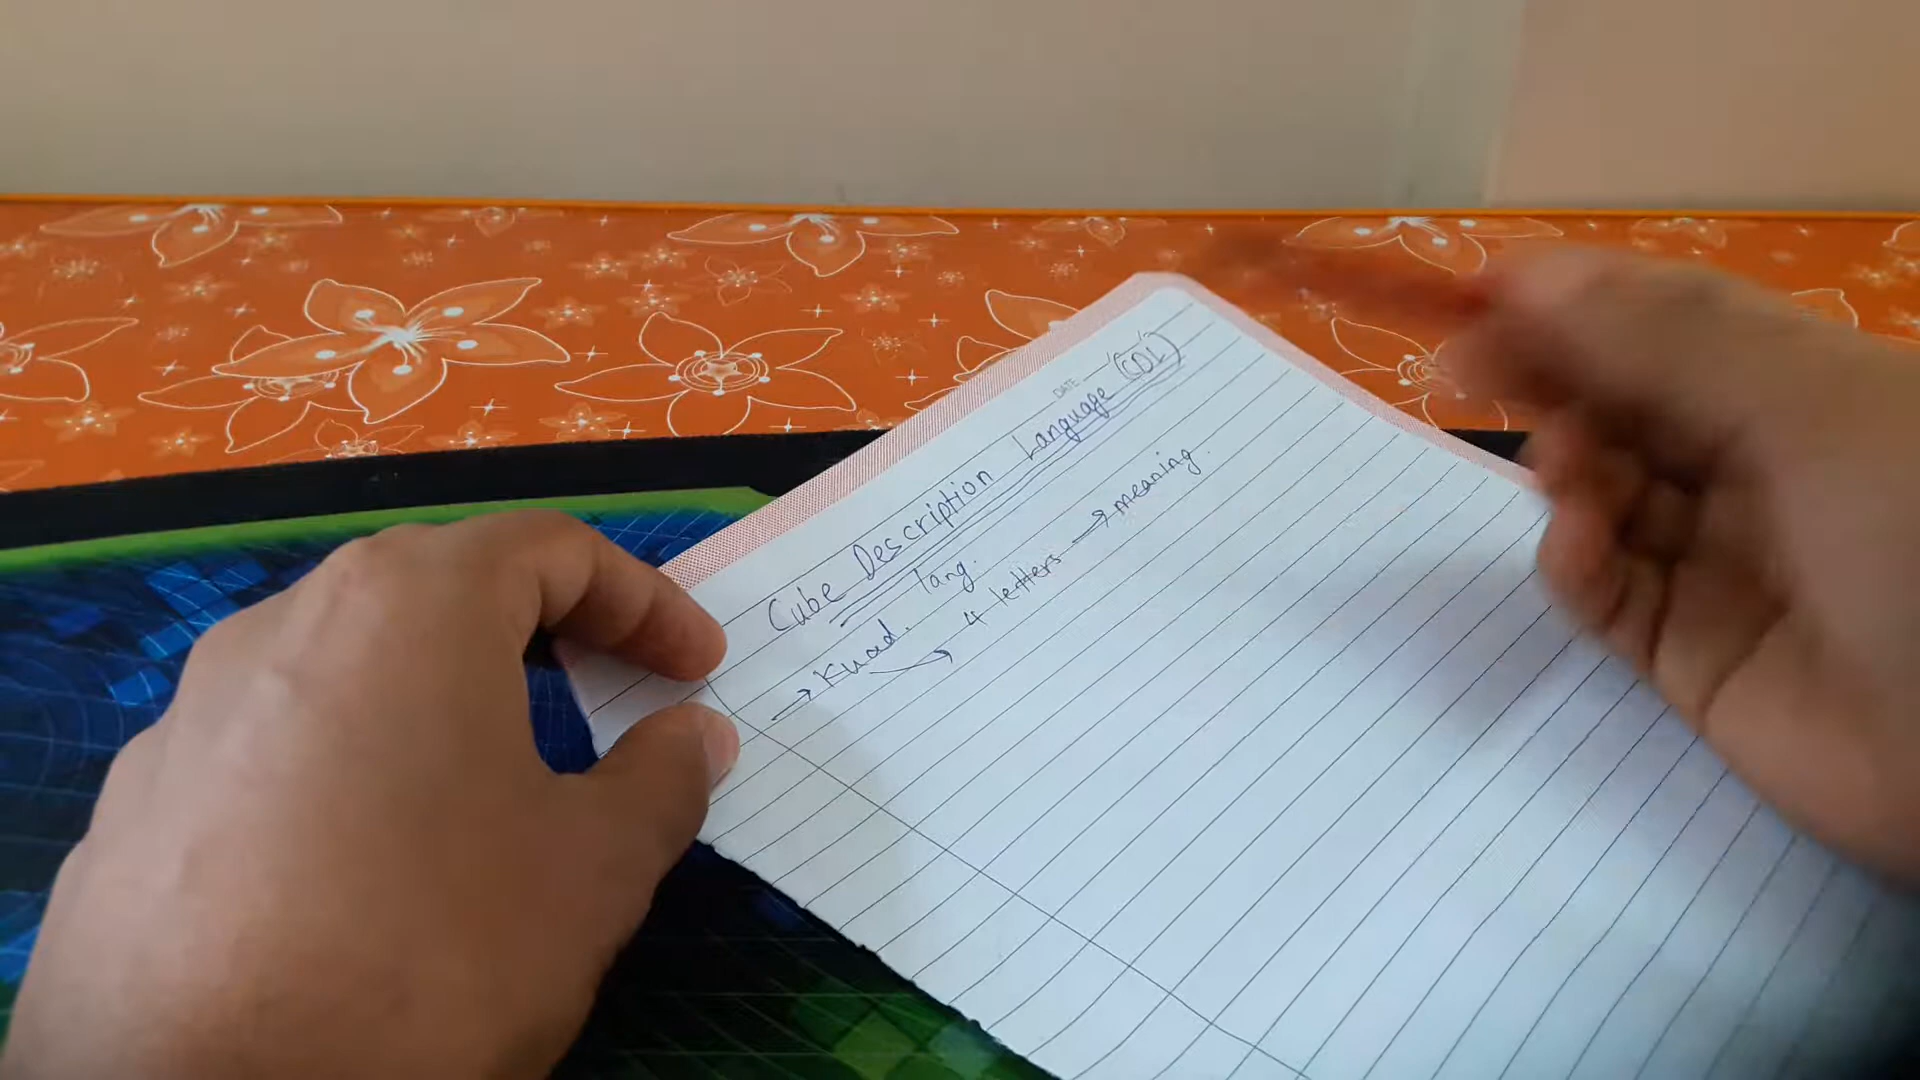 DATE
Cube Description Language (CDL)
→ Kuad. lang.
→ 4 letters → meaning.